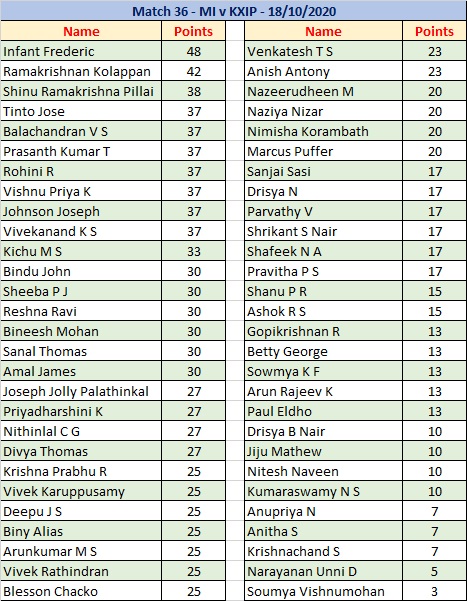 Match 36 - MI v KXIP - 18/10/2020
Name Points Name Points
Infant Frederic 48 Venkatesh T S 23
Ramakrishnan Kolappan 42 Anish Antony 23
Shinu Ramakrishna Pillai 38 Nazeerudheen M 20
Tinto Jose 37 Naziya Nizar 20
Balachandran V S 37 Nimisha Korambath 20
Prasanth Kumar T 37 Marcus Puffer 20
Rohini R 37 Sanjai Sasi 17
Vishnu Priya K 37 Drisya N 17
Johnson Joseph 37 Parvathy V 17
Vivekanand K S 37 Shrikant S Nair 17
Kichu M S 33 Shafeek N A 17
Bindu John 30 Pravitha P S 17
Sheeba P J 30 Shanu P R 15
Reshna Ravi 30 Ashok R S 15
Bineesh Mohan 30 Gopikrishnan R 13
Sanal Thomas 30 Betty George 13
Amal James 30 Sowmya K F 13
Joseph Jolly Palathinkal 27 Arun Rajeev K 13
Priyadharshini K 27 Paul Eldho 13
Nithinlal C G 27 Drisya B Nair 10
Divya Thomas 27 Jiju Mathew 10
Krishna Prabhu R 25 Nitesh Naveen 10
Vivek Karuppusamy 25 Kumaraswamy N S 10
Deepu J S 25 Anupriya N 7
Biny Alias 25 Anitha S 7
Arunkumar M S 25 Krishnachand S 7
Vivek Rathindran 25 Narayanan Unni D 5
Blesson Chacko 25 Soumya Vishnumohan 3